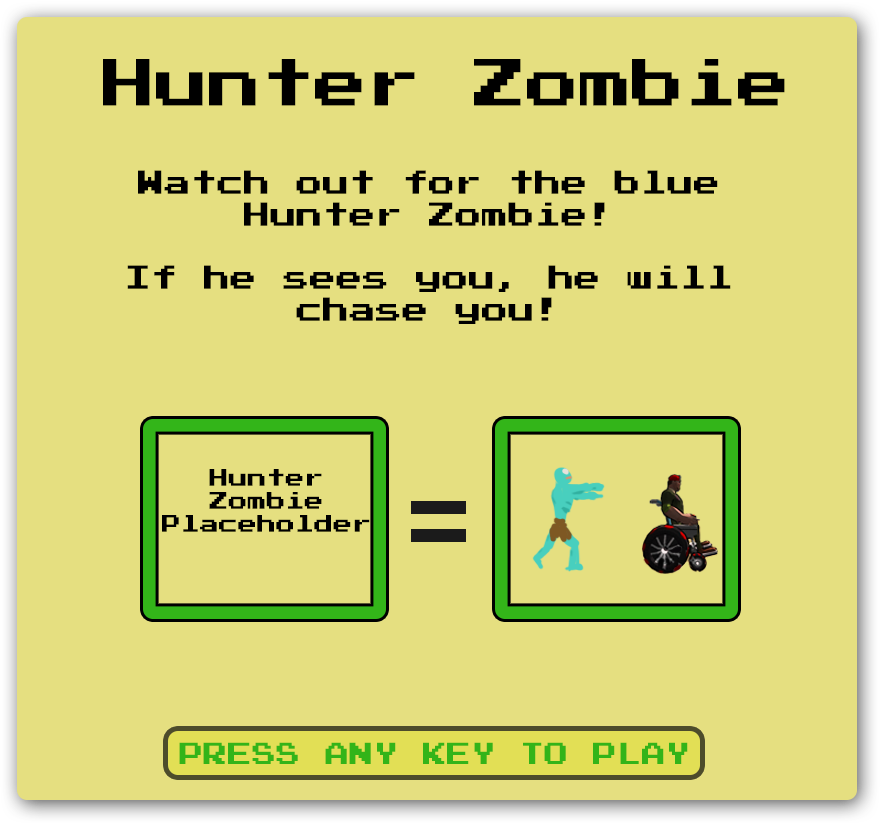 Hunter Zombie
Watch out for the blue
Hunter Zombie!
If he sees you, he will
chase you!
Hunter
Zombie
Placeholder
=
PRESS ANY KEY TO PLAY